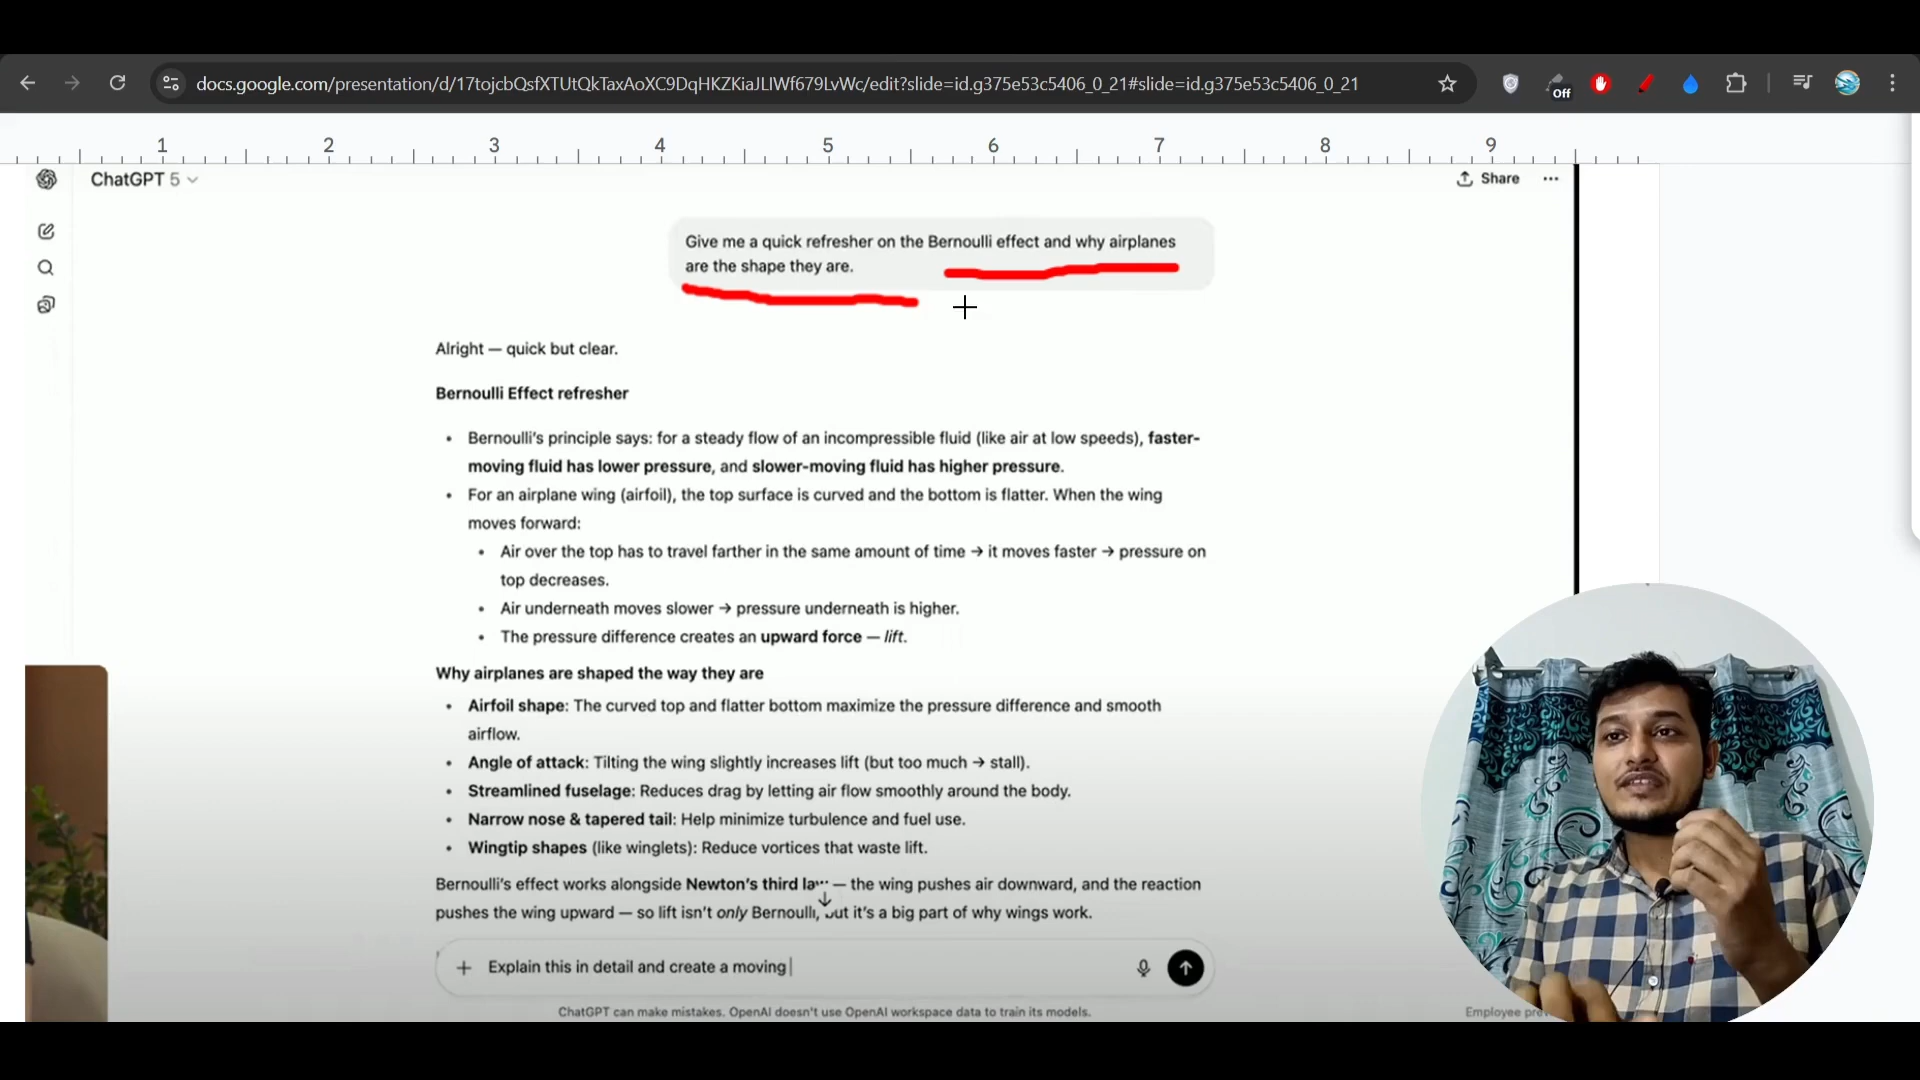 docs.google.com/presentation/d/17tojcbQsfXTUtQkTaxAoXC9DqHKZKiaJLIWf679LvWc/edit?slide=id.g375e53c5406_0_21#slide=id.g375e53c5406_0_21
Off
1 2 3 4 5 6 7 8 9
ChatGPT 5
Share
Give me a quick refresher on the Bernoulli effect and why airplanes
are the shape they are.
Alright — quick but clear.
Bernoulli Effect refresher
• Bernoulli's principle says: for a steady flow of an incompressible fluid (like air at low speeds), faster-
moving fluid has lower pressure, and slower-moving fluid has higher pressure.
• For an airplane wing (airfoil), the top surface is curved and the bottom is flatter. When the wing
moves forward:
• Air over the top has to travel farther in the same amount of time → it moves faster → pressure on
top decreases.
• Air underneath moves slower → pressure underneath is higher.
• The pressure difference creates an upward force — lift.
Why airplanes are shaped the way they are
• Airfoil shape: The curved top and flatter bottom maximize the pressure difference and smooth
airflow.
• Angle of attack: Tilting the wing slightly increases lift (but too much → stall).
• Streamlined fuselage: Reduces drag by letting air flow smoothly around the body.
• Narrow nose & tapered tail: Help minimize turbulence and fuel use.
• Wingtip shapes (like winglets): Reduce vortices that waste lift.
Bernoulli's effect works alongside Newton's third law — the wing pushes air downward, and the reaction
pushes the wing upward — so lift isn't only Bernoulli, but it's a big part of why wings work.
Explain this in detail and create a moving
ChatGPT can make mistakes. OpenAI doesn't use OpenAI workspace data to train its models.
Employee